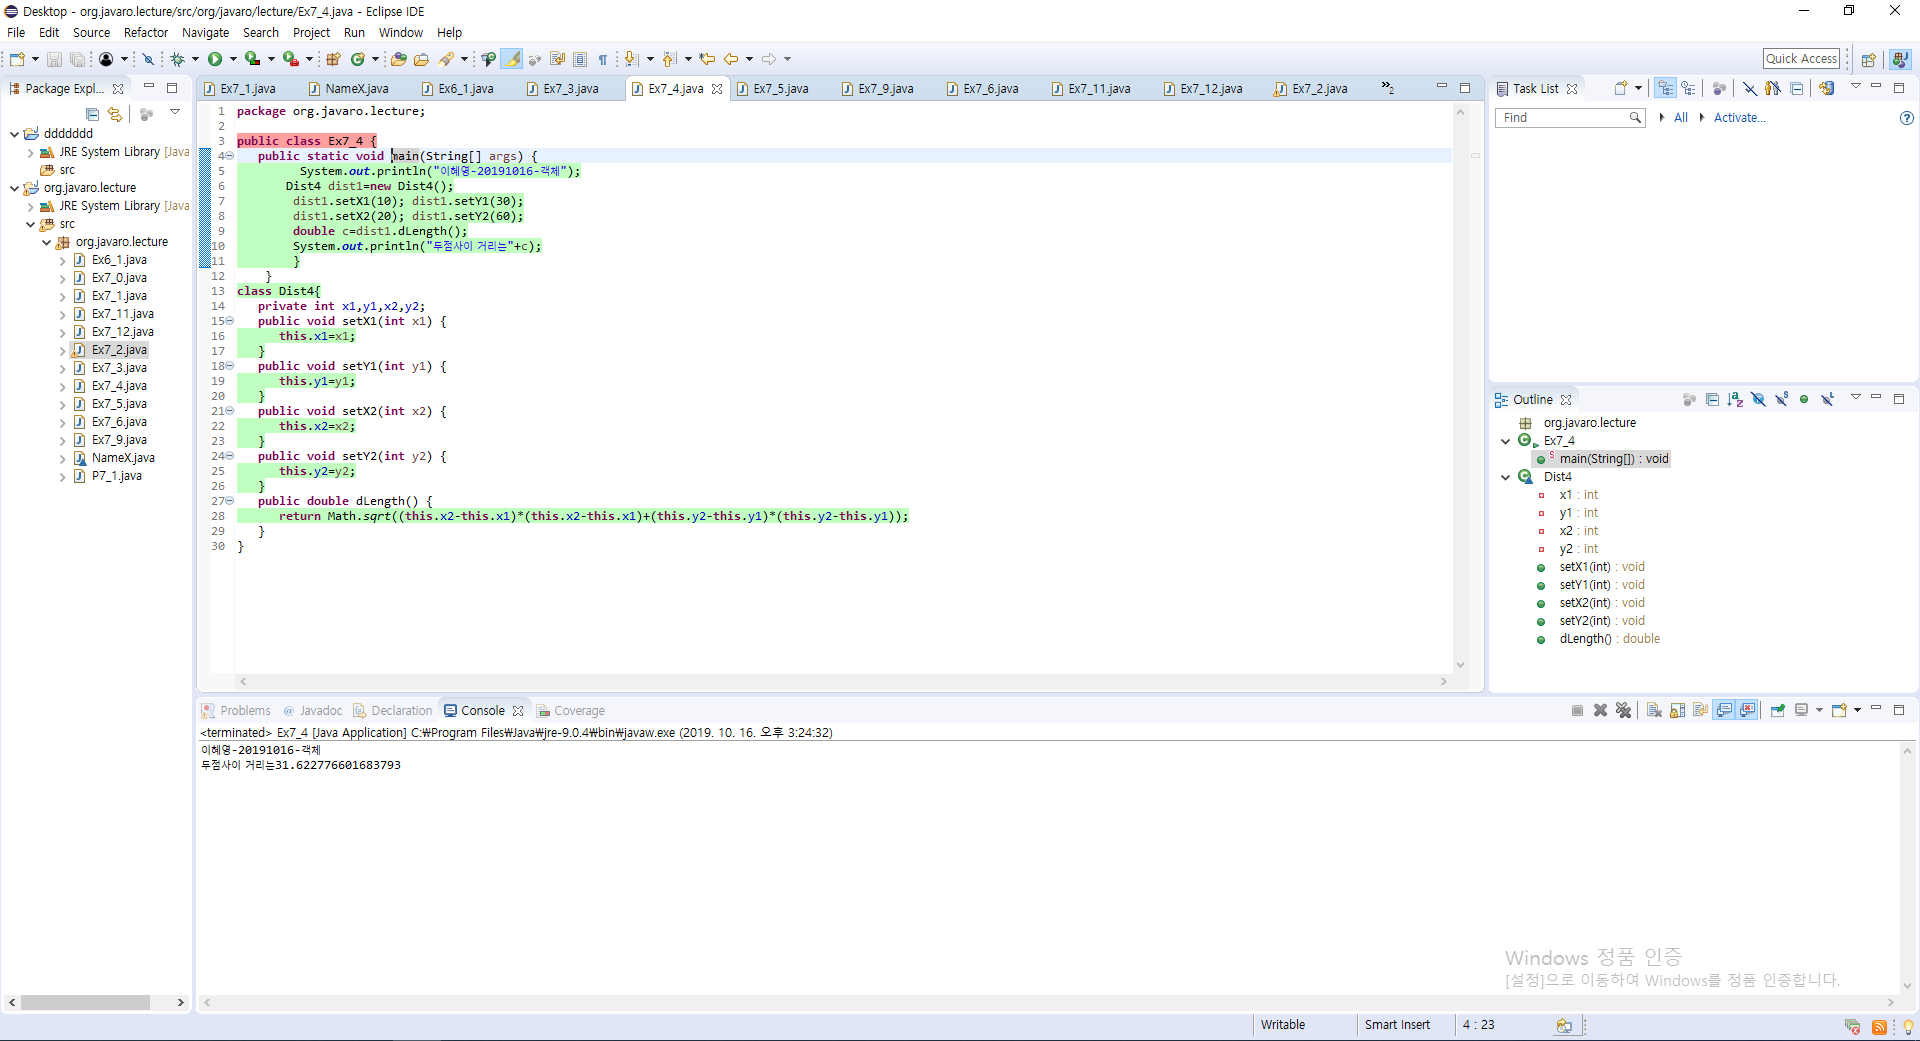 Desktop - org.javaro.lecture/src/org/javaro/lecture/Ex7_4.java - Eclipse IDE
File Edit Source Refactor Navigate Search Project Run Window Help
Quick Access
Package Expl...
ddddddd
JRE System Library [Java
src
org.javaro.lecture
JRE System Library [Java
src
org.javaro.lecture
Ex6_1.java
Ex7_0.java
Ex7_1.java
Ex7_11.java
Ex7_12.java
Ex7_2.java
Ex7_3.java
Ex7_4.java
Ex7_5.java
Ex7_6.java
Ex7_9.java
NameX.java
P7_1.java
Ex7_1.java NameX.java Ex6_1.java Ex7_3.java Ex7_4.java Ex7_5.java Ex7_9.java Ex7_6.java Ex7_11.java Ex7_12.java Ex7_2.java »2
1 package org.javaro.lecture;
2
3 public class Ex7_4 {
4 public static void main(String[] args) {
5 System.out.println("이혜영-20191016-객체");
6 Dist4 dist1=new Dist4();
7 dist1.setX1(10); dist1.setY1(30);
8 dist1.setX2(20); dist1.setY2(60);
9 double c=dist1.dLength();
10 System.out.println("두점사이 거리는"+c);
11 }
12 }
13 class Dist4{
14 private int x1,y1,x2,y2;
15 public void setX1(int x1) {
16 this.x1=x1;
17 }
18 public void setY1(int y1) {
19 this.y1=y1;
20 }
21 public void setX2(int x2) {
22 this.x2=x2;
23 }
24 public void setY2(int y2) {
25 this.y2=y2;
26 }
27 public double dLength() {
28 return Math.sqrt((this.x2-this.x1)*(this.x2-this.x1)+(this.y2-this.y1)*(this.y2-this.y1));
29 }
30 }
Task List
Find All Activate...
Outline
org.javaro.lecture
Ex7_4
main(String[]) : void
Dist4
x1 : int
y1 : int
x2 : int
y2 : int
setX1(int) : void
setY1(int) : void
setX2(int) : void
setY2(int) : void
dLength() : double
Problems @ Javadoc Declaration Console Coverage
<terminated> Ex7_4 [Java Application] C:₩Program Files₩Java₩jre-9.0.4₩bin₩javaw.exe (2019. 10. 16. 오후 3:24:32)
이혜영-20191016-객체
두점사이 거리는31.622776601683793
Windows 정품 인증
[설정]으로 이동하여 Windows를 정품 인증합니다.
Writable Smart Insert 4 : 23